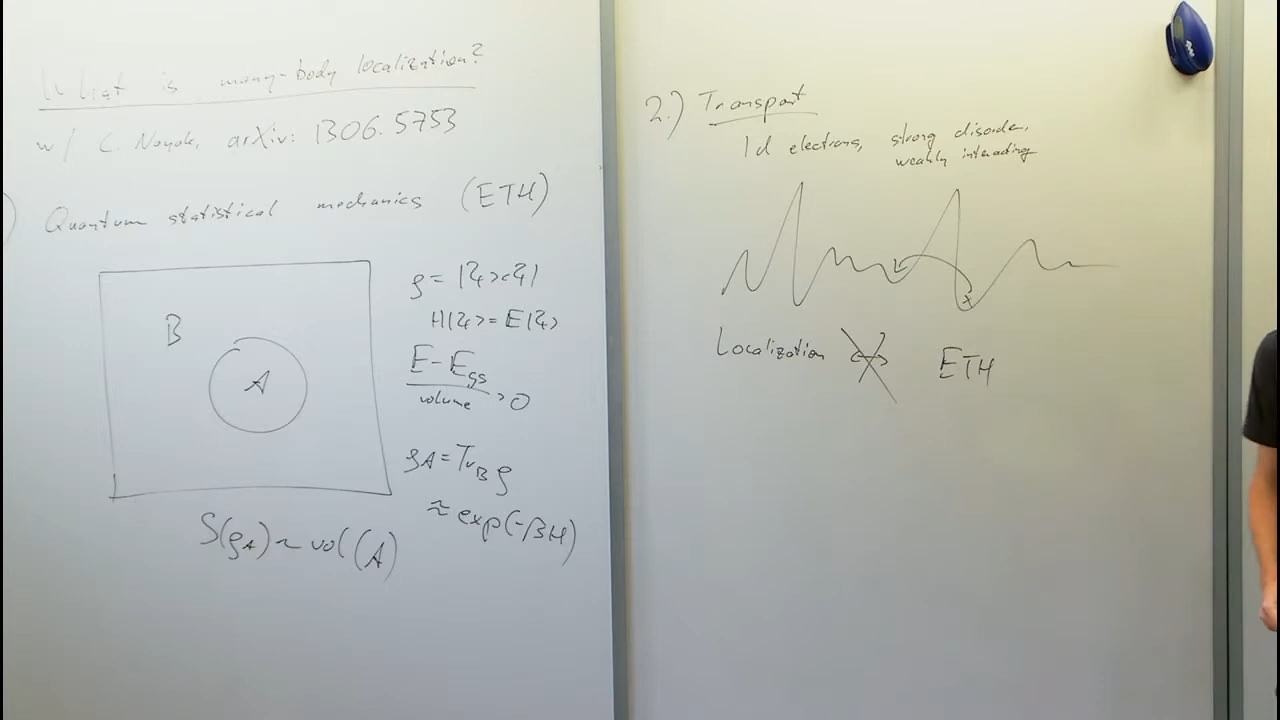 What is many-body localization?
w/ C. Nayak, arXiv: 1306.5753
) Quantum statistical mechanics (ETH)
B
A
ρ = |ψ><ψ|
H|ψ> = E|ψ>
E - E_gs
volume > 0
ρ_A = Tr_B ρ
≈ exp(-βH)
S(ρ_A) ~ vol(A)
2.) Transport
1d electrons, strong disorder,
weakly interacting
x
Localization ↔ ETH